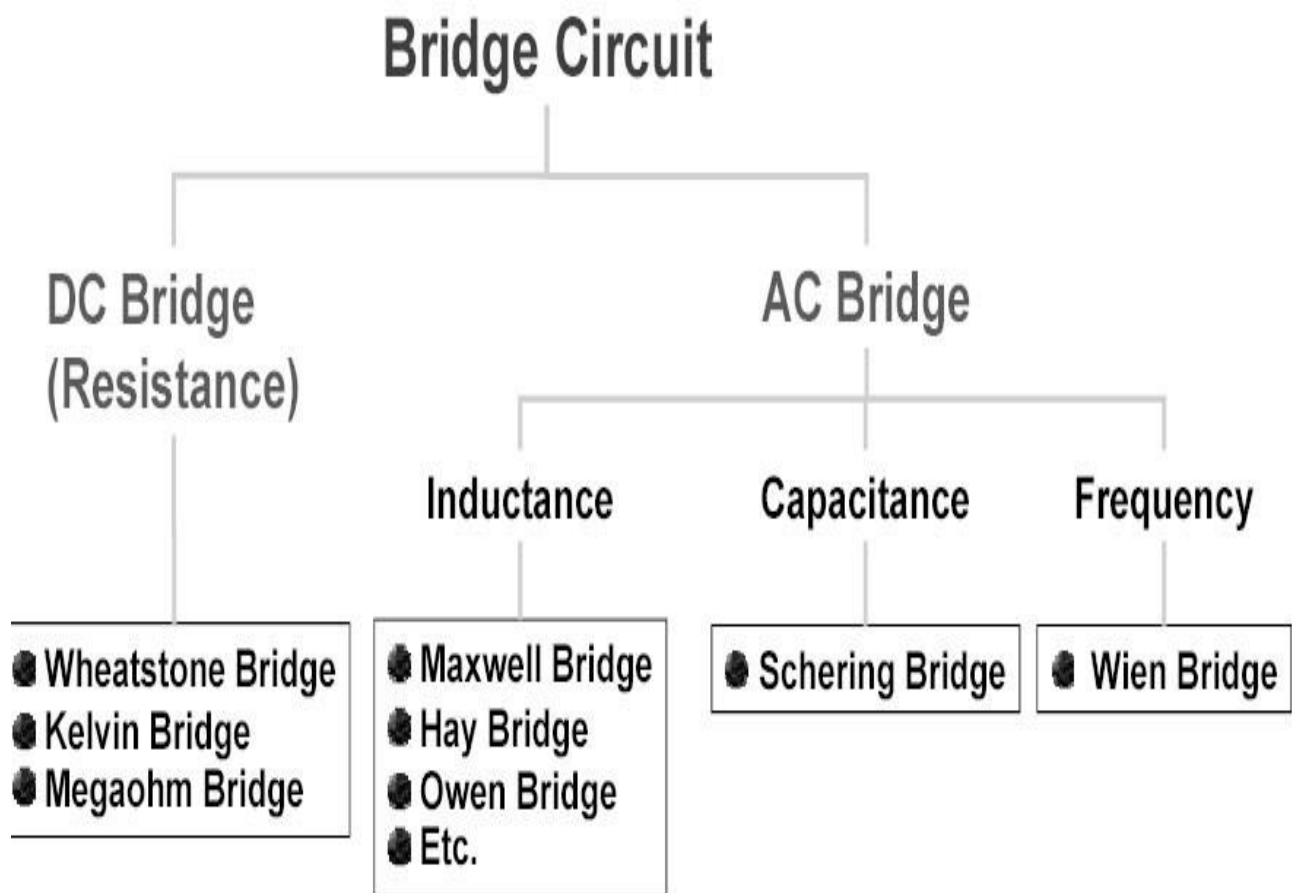 Bridge Circuit
DC Bridge
(Resistance)
AC Bridge
Inductance
Capacitance
Frequency
Wheatstone Bridge
Kelvin Bridge
Megaohm Bridge
Maxwell Bridge
Hay Bridge
Owen Bridge
Etc.
Schering Bridge
Wien Bridge